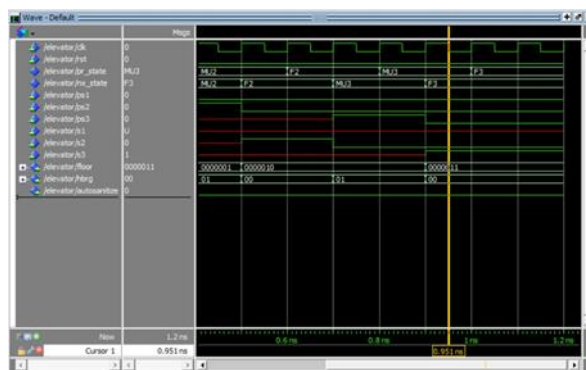 Wave - Default
Msgs
/elevator/clk 0
/elevator/rst 0
/elevator/pr_state MU3 MU2 F2 MU3 F3
/elevator/nx_state F3 MU2 F2 MU3 F3
/elevator/ps1 0
/elevator/ps2 0
/elevator/ps3 0
/elevator/s1 U
/elevator/s2 0
/elevator/s3 1
/elevator/floor 0000011 0000001 0000010 0000011
/elevator/hbrg 00 01 00 01 00
/elevator/autosanitize 0
Now 1.2 ns 0.6 ns 0.8 ns 1 ns 1.2 ns
Cursor 1 0.951 ns 0.951 ns